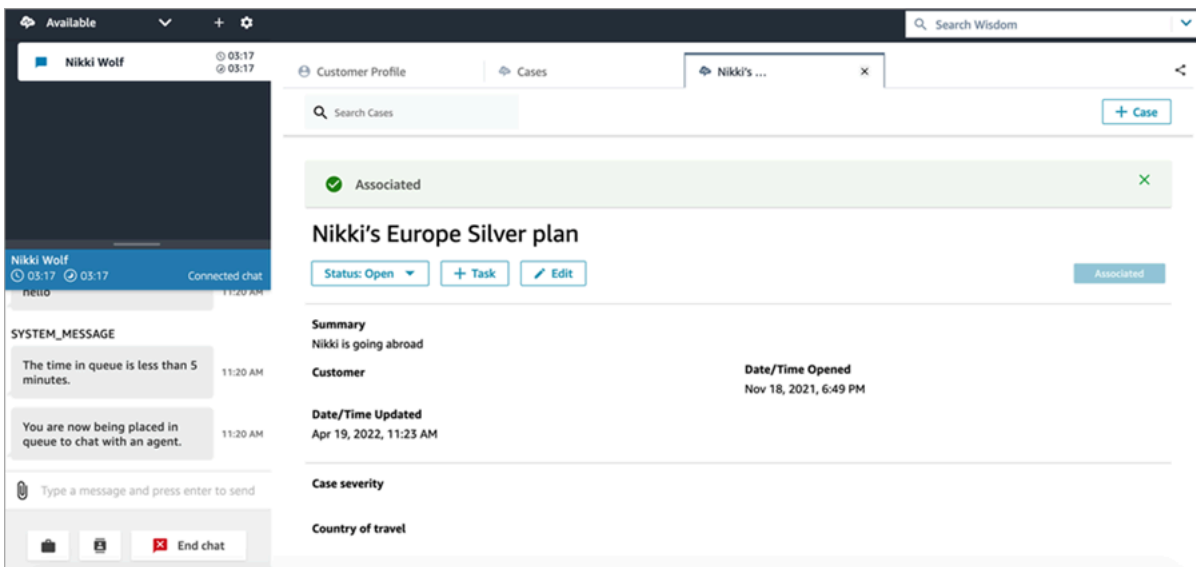 Available
Search Wisdom
Nikki Wolf
03:17
03:17
Customer Profile
Cases
Nikki's ...
Search Cases
+ Case
Associated
Nikki's Europe Silver plan
Status: Open
+ Task
Edit
Associated
Summary
Nikki is going abroad
Customer
Date/Time Opened
Nov 18, 2021, 6:49 PM
Date/Time Updated
Apr 19, 2022, 11:23 AM
Case severity
Country of travel
Nikki Wolf
03:17 03:17 Connected chat
hello 11:20 AM
SYSTEM_MESSAGE
The time in queue is less than 5
minutes.
11:20 AM
You are now being placed in
queue to chat with an agent.
11:20 AM
Type a message and press enter to send
End chat